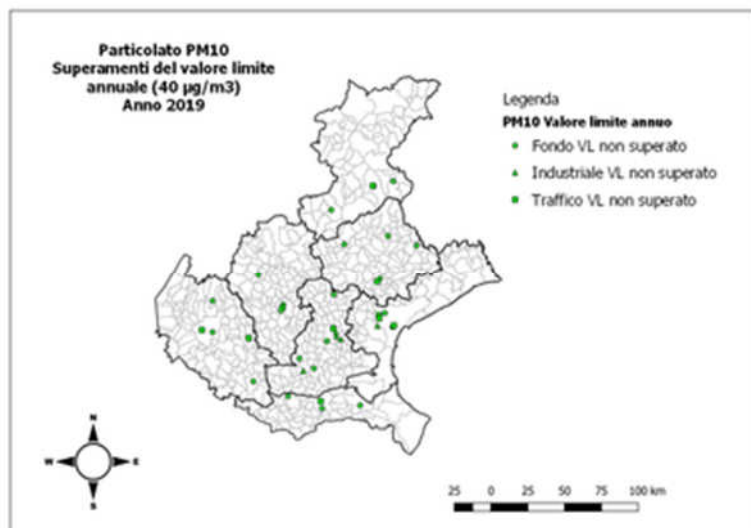 Particolato PM10
Superamenti del valore limite
annuale (40 µg/m3)
Anno 2019
Legenda
PM10 Valore limite annuo
Fondo VL non superato
Industriale VL non superato
Traffico VL non superato
N
W E
S
25 0 25 50 75 100 km